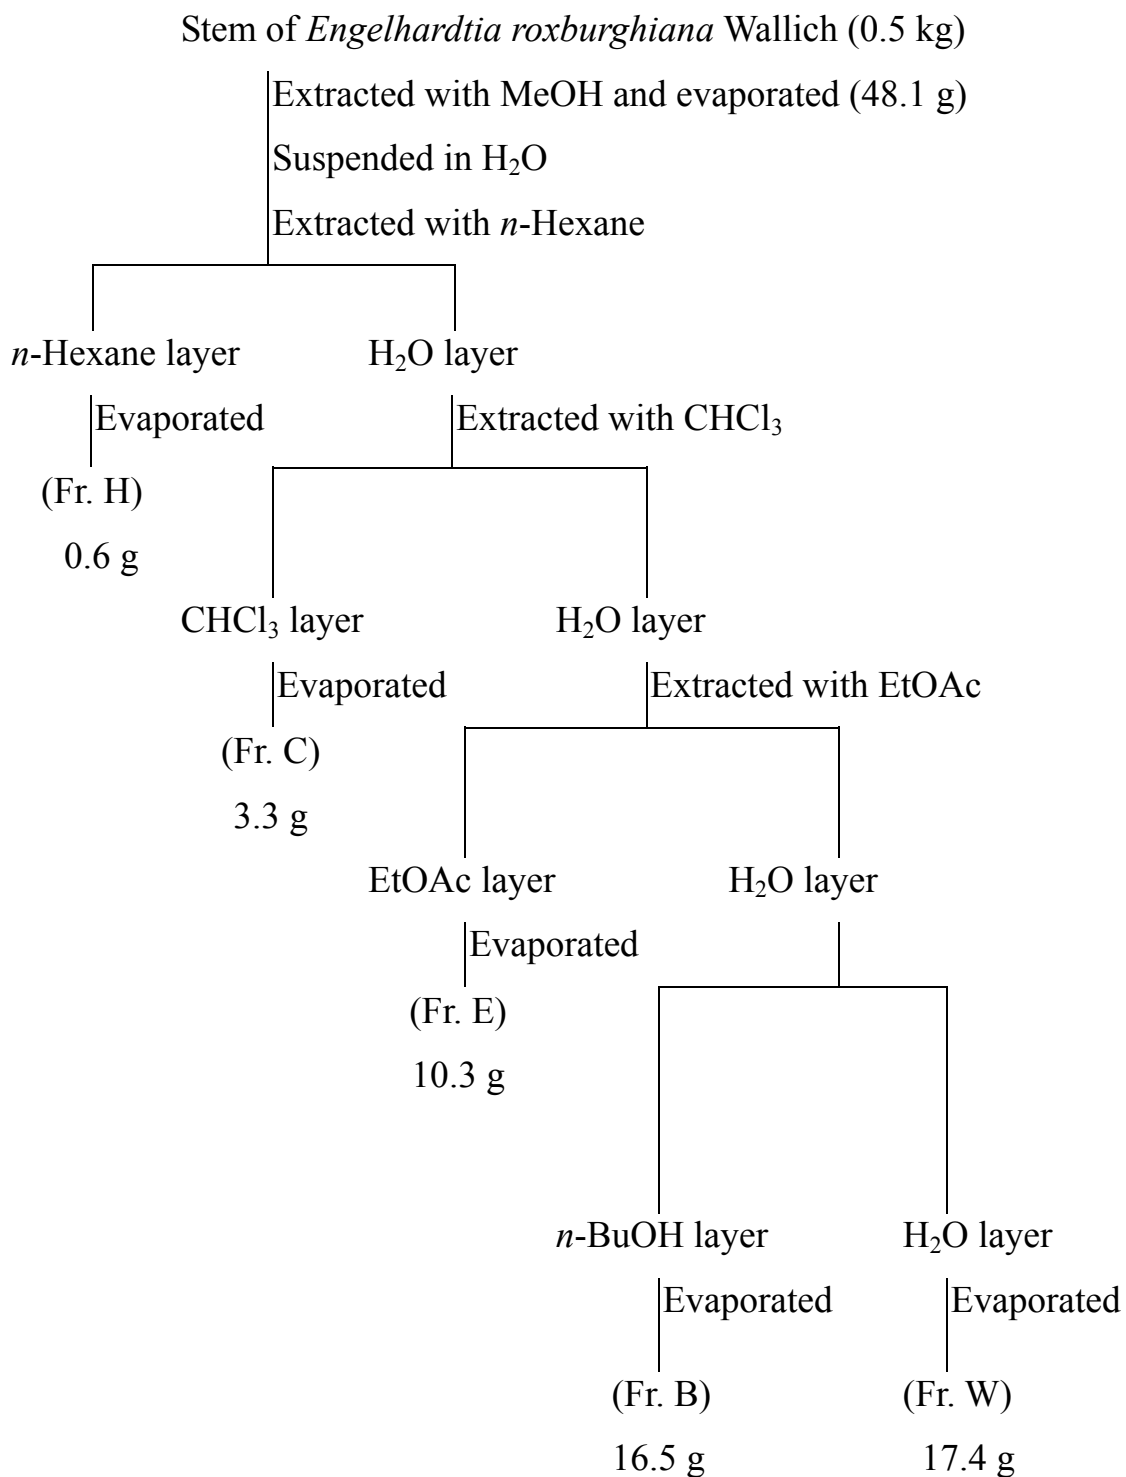 Stem of Engelhardtia roxburghiana Wallich (0.5 kg)
Extracted with MeOH and evaporated (48.1 g)
Suspended in H₂O
Extracted with n-Hexane
n-Hexane layer
H₂O layer
Evaporated
Extracted with CHCl₃
(Fr. H)
0.6 g
CHCl₃ layer
H₂O layer
Evaporated
Extracted with EtOAc
(Fr. C)
3.3 g
EtOAc layer
H₂O layer
Evaporated
(Fr. E)
10.3 g
n-BuOH layer
H₂O layer
Evaporated
Evaporated
(Fr. B)
(Fr. W)
16.5 g
17.4 g